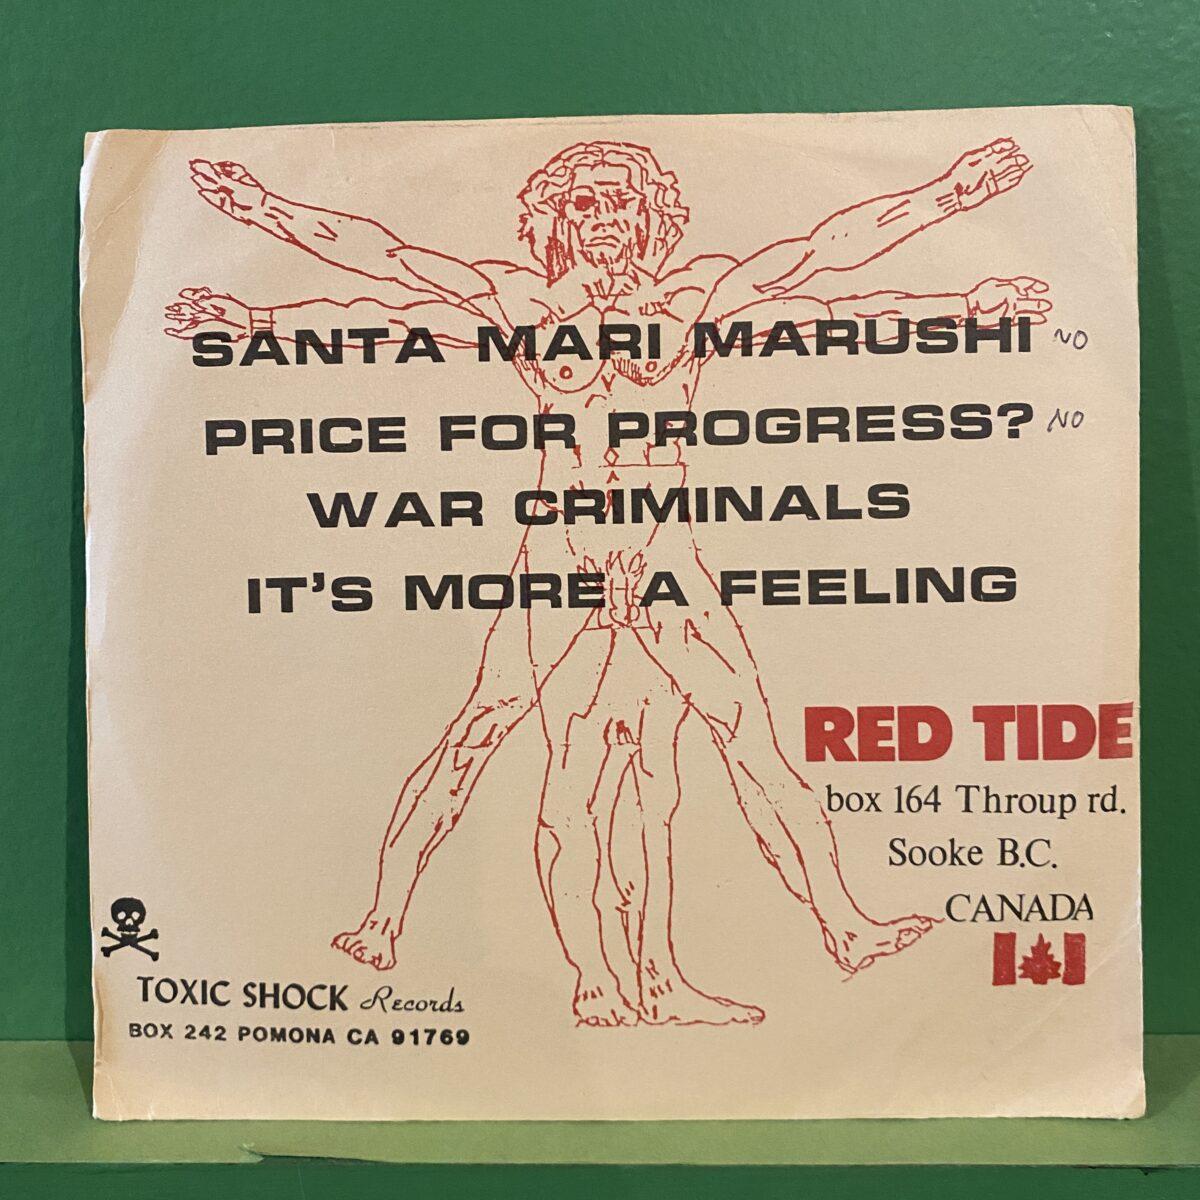 SANTA MARI MARUSHI NO
PRICE FOR PROGRESS? NO
WAR CRIMINALS
IT'S MORE A FEELING
RED TIDE
box 164 Throup rd.
Sooke B.C.
CANADA
TOXIC SHOCK Records
BOX 242 POMONA CA 91769